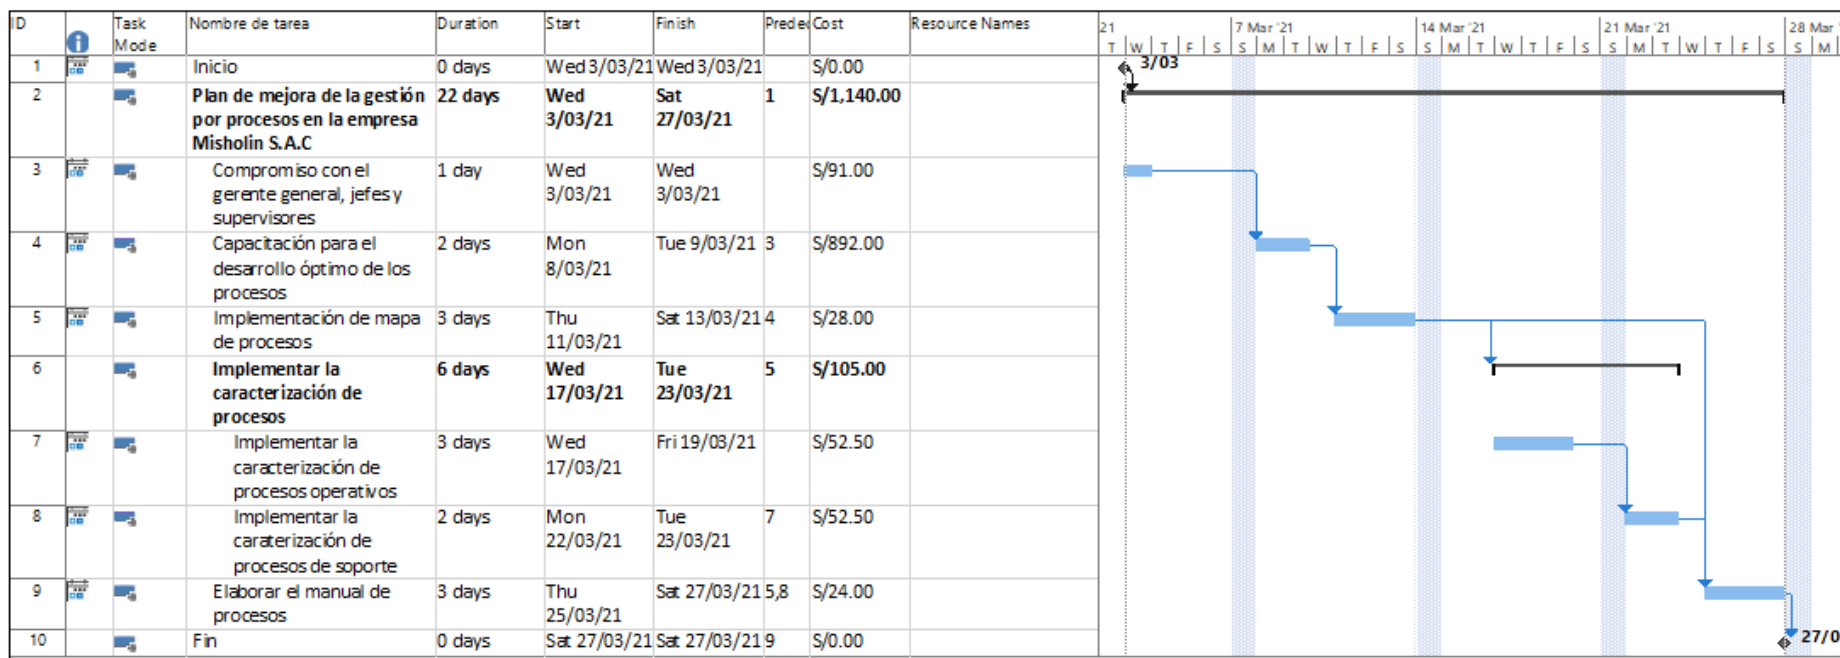 ID Task Mode Nombre de tarea Duration Start Finish Predec Cost Resource Names
21 7 Mar '21 14 Mar '21 21 Mar '21 28 Mar '
T W T F S S M T W T F S S M T W T F S S M T W T F S S M
1 Inicio 0 days Wed 3/03/21 Wed 3/03/21 S/0.00
3/03
2 Plan de mejora de la gestión 22 days Wed Sat 1 S/1,140.00
por procesos en la empresa 3/03/21 27/03/21
Misholin S.A.C
3 Compromiso con el 1 day Wed Wed S/91.00
gerente general, jefes y 3/03/21 3/03/21
supervisores
4 Capacitación para el 2 days Mon Tue 9/03/21 3 S/892.00
desarrollo óptimo de los 8/03/21
procesos
5 Implementación de mapa 3 days Thu Sat 13/03/21 4 S/28.00
de procesos 11/03/21
6 Implementar la 6 days Wed Tue 5 S/105.00
caracterización de 17/03/21 23/03/21
procesos
7 Implementar la 3 days Wed Fri 19/03/21 S/52.50
caracterización de 17/03/21
procesos operativos
8 Implementar la 2 days Mon Tue 7 S/52.50
caraterización de 22/03/21 23/03/21
procesos de soporte
9 Elaborar el manual de 3 days Thu Sat 27/03/21 5,8 S/24.00
procesos 25/03/21
10 Fin 0 days Sat 27/03/21 Sat 27/03/21 9 S/0.00
27/0